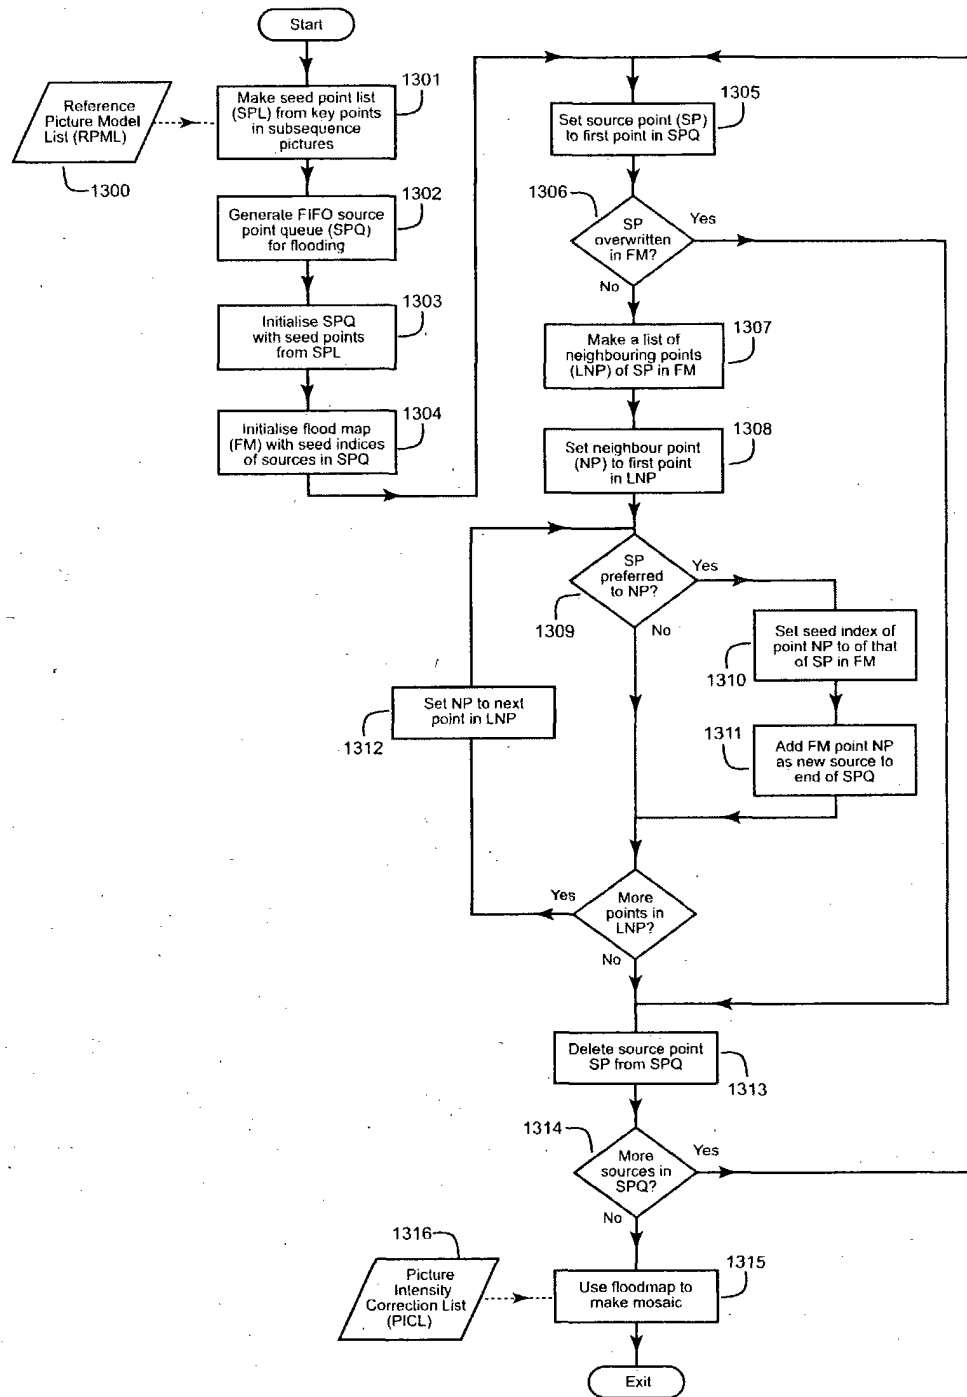 Start
Reference
Picture Model
List (RPML)
1300
1301
Make seed point list
(SPL) from key points
in subsequence
pictures
1302
Generate FIFO source
point queue (SPQ)
for flooding
1303
Initialise SPQ
with seed points
from SPL
1304
Initialise flood map
(FM) with seed indices
of sources in SPQ
1305
Set source point (SP)
to first point in SPQ
1306
SP
overwritten
in FM?
Yes
No
1307
Make a list of
neighbouring points
(LNP) of SP in FM
1308
Set neighbour point
(NP) to first point
in LNP
SP
preferred
to NP?
Yes
1309
No
Set seed index of
point NP to of that
of SP in FM
1310
Set NP to next
point in LNP
1312
1311
Add FM point NP
as new source to
end of SPQ
Yes
More
points in
LNP?
No
Delete source point
SP from SPQ
1313
1314
More
sources in
SPQ?
Yes
No
1316
Picture
Intensity
Correction List
(PICL)
1315
Use floodmap to
make mosaic
Exit